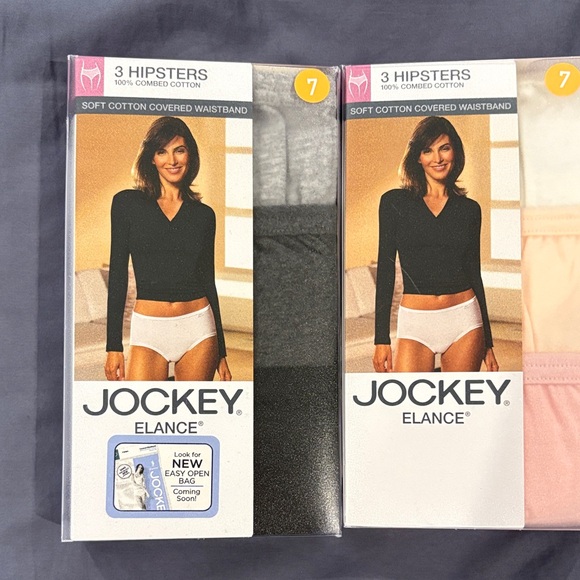 3 HIPSTERS
100% COMBED COTTON
7
SOFT COTTON COVERED WAISTBAND
JOCKEY®
ELANCE®
Look for
NEW
EASY OPEN
BAG
Coming
Soon!
JOCKEY
3 HIPSTERS
100% COMBED COTTON
7
SOFT COTTON COVERED WAISTBAND
JOCKEY®
ELANCE®